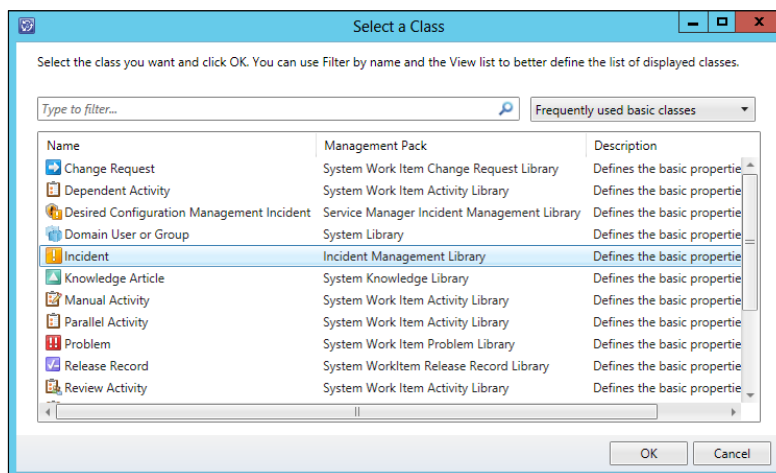 Select a Class
Select the class you want and click OK. You can use Filter by name and the View list to better define the list of displayed classes.
Type to filter... Frequently used basic classes
Name Management Pack Description
Change Request System Work Item Change Request Library Defines the basic propertie
Dependent Activity System Work Item Activity Library Defines the basic propertie
Desired Configuration Management Incident Service Manager Incident Management Library Defines the basic propertie
Domain User or Group System Library Defines the basic propertie
Incident Incident Management Library Defines the basic propertie
Knowledge Article System Knowledge Library Defines the basic propertie
Manual Activity System Work Item Activity Library Defines the basic propertie
Parallel Activity System Work Item Activity Library Defines the basic propertie
Problem System Work Item Problem Library Defines the basic propertie
Release Record System WorkItem Release Record Library Defines the basic propertie
Review Activity System Work Item Activity Library Defines the basic propertie
OK Cancel